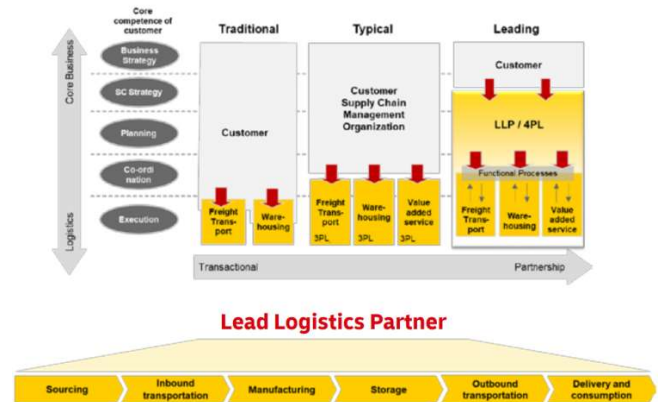 Core
competence of
customer
Traditional
Typical
Leading
Core Business
Logistics
Business
Strategy
SC Strategy
Planning
Co-ordi
nation
Execution
Customer
Freight
Trans-
port
Ware-
housing
Customer
Supply Chain
Management
Organization
Freight
Trans-
port
3PL
Ware-
housing
3PL
Value
added
service
3PL
Customer
LLP / 4PL
Functional Processes
Freight
Trans-
port
Ware-
housing
Value
added
service
Transactional
Partnership
Lead Logistics Partner
Sourcing
Inbound
transportation
Manufacturing
Storage
Outbound
transportation
Delivery and
consumption